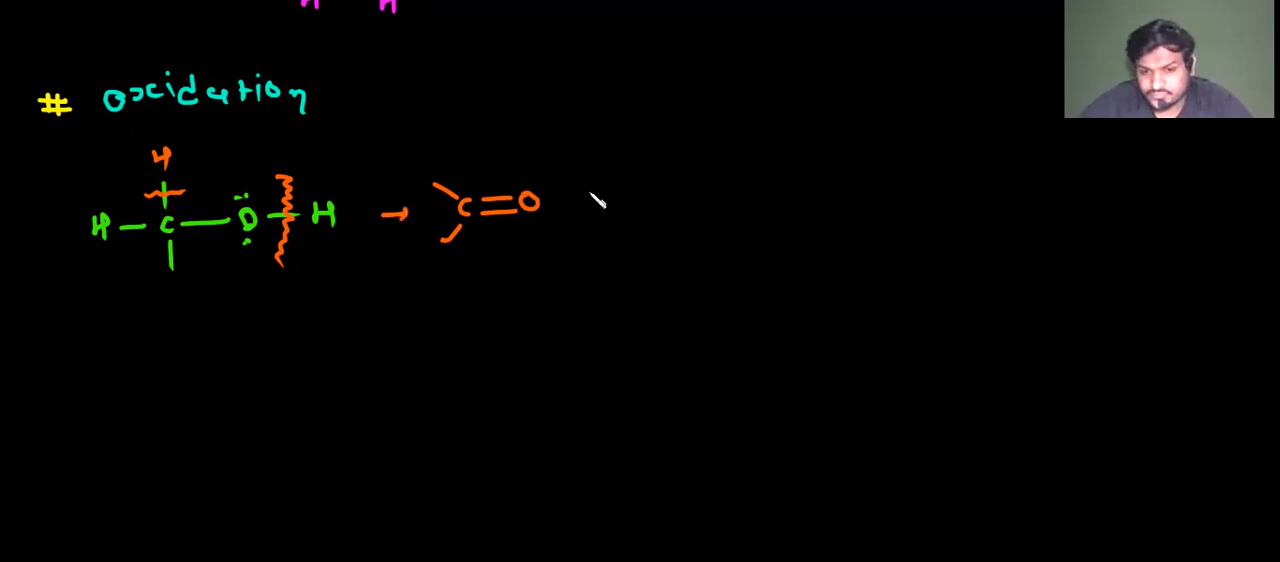 H H
# oxidation
H
H - C - O - H → C = O